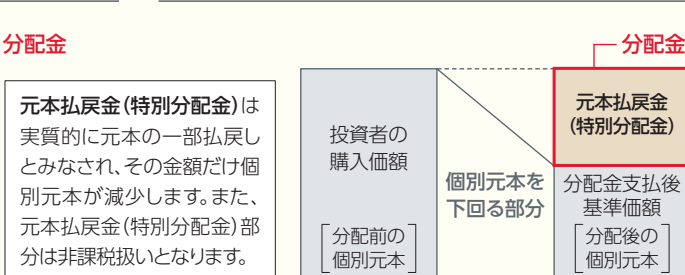 分配金
元本払戻金(特別分配金)は
実質的に元本の一部払戻し
とみなされ、その金額だけ個
別元本が減少します。また、
元本払戻金(特別分配金)部
分は非課税扱いとなります。
投資者の
購入価額
[分配前の
個別元本]
個別元本を
下回る部分
分配金
元本払戻金
(特別分配金)
分配金支払後
基準価額
[分配後の
個別元本]